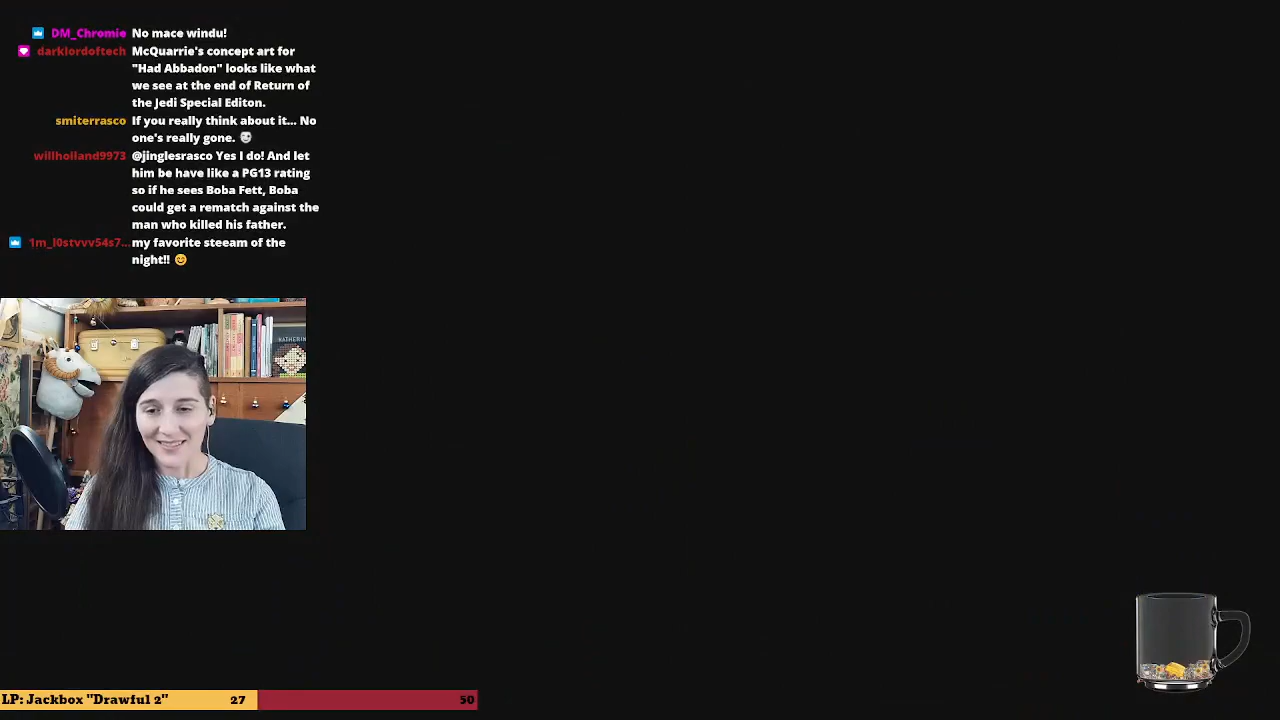 DM_Chromie No mace windu!
darklordoftech McQuarrie's concept art for
"Had Abbadon" looks like what
we see at the end of Return of
the Jedi Special Editon.
smiterrasco If you really think about it... No
one's really gone.
willholland9973 @jinglesrasco Yes I do! And let
him be have like a PG13 rating
so if he sees Boba Fett, Boba
could get a rematch against the
man who killed his father.
1m_l0stvvv54s7... my favorite steeam of the
night!!
KATHERIN
LP: Jackbox "Drawful 2" 27 50